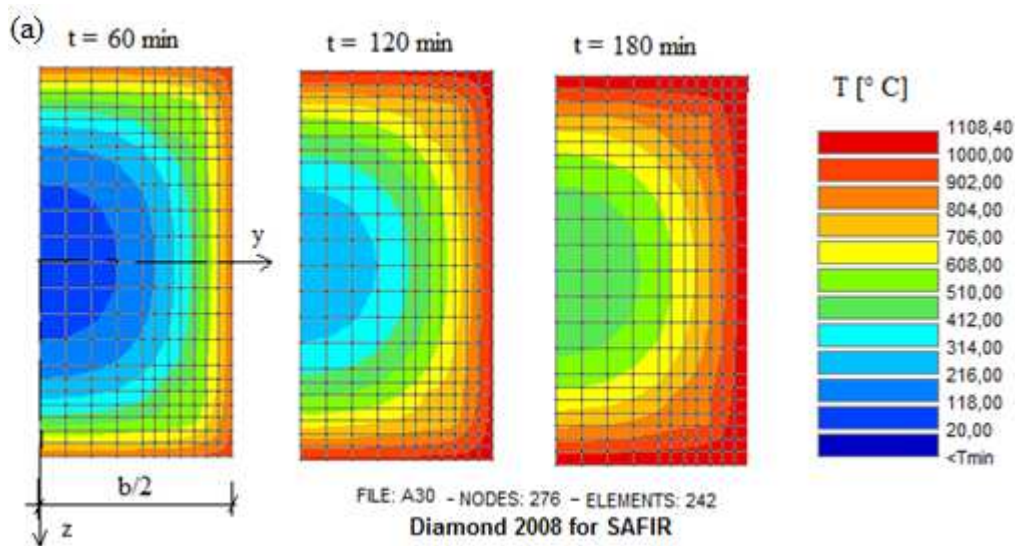 (a)
t = 60 min
t = 120 min
t = 180 min
T [° C]
1108,40
1000,00
902,00
804,00
706,00
608,00
510,00
412,00
314,00
216,00
118,00
20,00
<Tmin
y
b/2
z
FILE: A30 - NODES: 276 - ELEMENTS: 242
Diamond 2008 for SAFIR